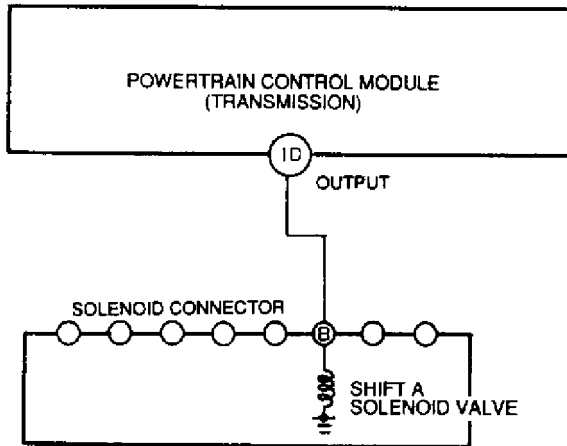 POWERTRAIN CONTROL MODULE
(TRANSMISSION)
1D
OUTPUT
SOLENOID CONNECTOR
B
SHIFT A
SOLENOID VALVE